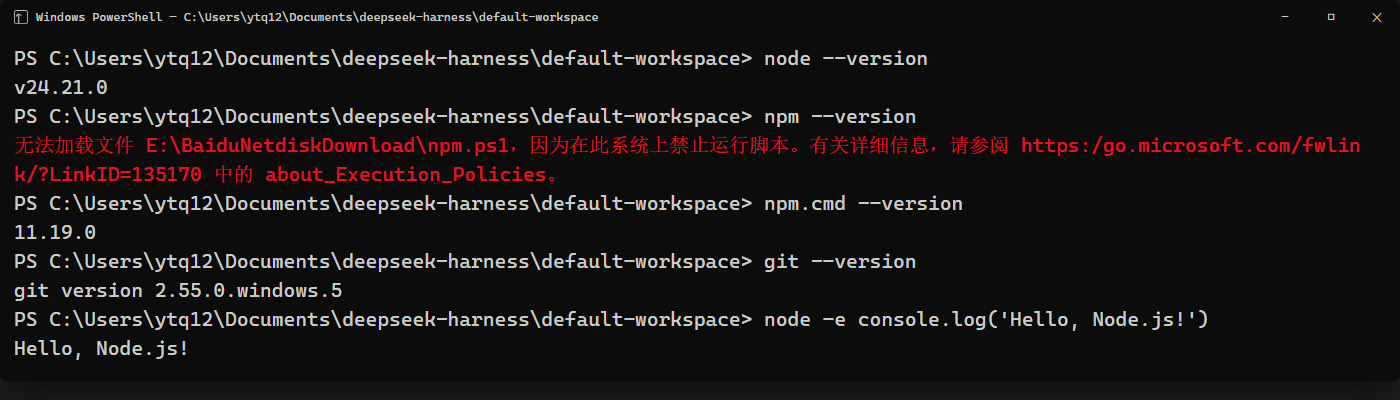 Windows PowerShell — C:\Users\ytq12\Documents\deepseek-harness\default-workspace
PS C:\Users\ytq12\Documents\deepseek-harness\default-workspace> node --version
v24.21.0
PS C:\Users\ytq12\Documents\deepseek-harness\default-workspace> npm --version
无法加载文件 E:\BaiduNetdiskDownload\npm.ps1，因为在此系统上禁止运行脚本。有关详细信息，请参阅 https:/go.microsoft.com/fwlin
k/?LinkID=135170 中的 about_Execution_Policies。
PS C:\Users\ytq12\Documents\deepseek-harness\default-workspace> npm.cmd --version
11.19.0
PS C:\Users\ytq12\Documents\deepseek-harness\default-workspace> git --version
git version 2.55.0.windows.5
PS C:\Users\ytq12\Documents\deepseek-harness\default-workspace> node -e console.log('Hello, Node.js!')
Hello, Node.js!